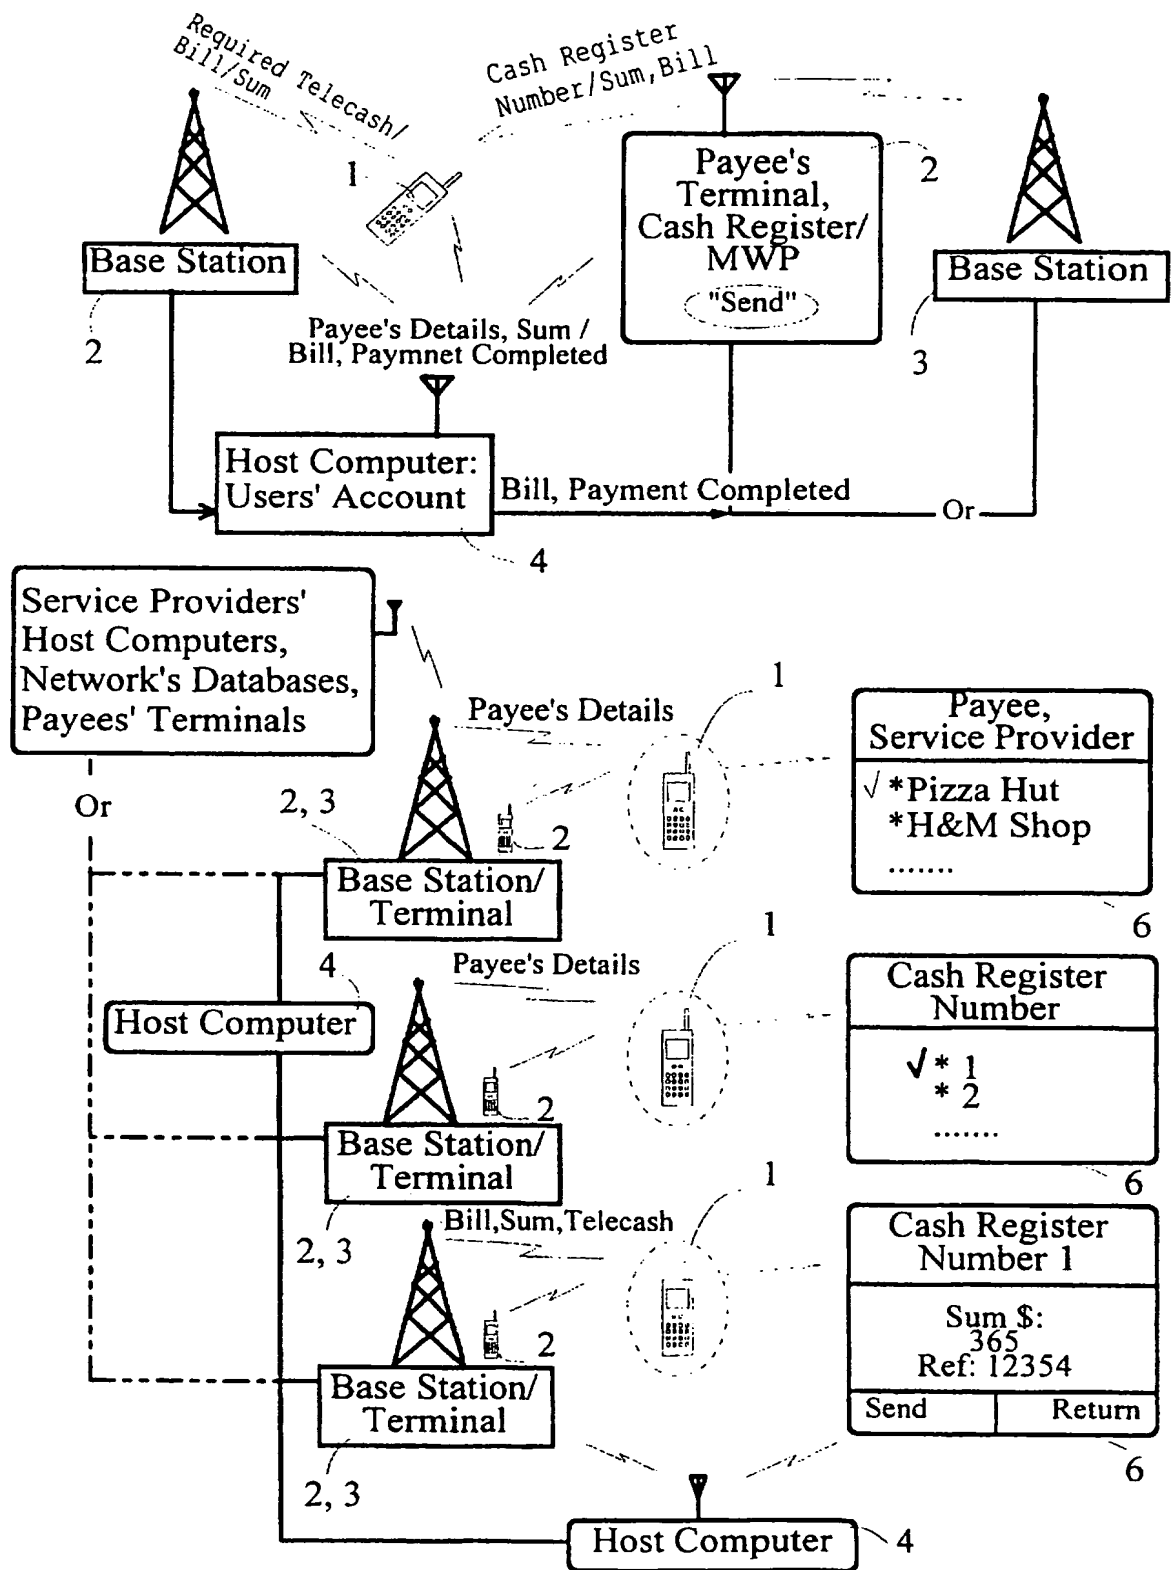 Required Telecash/
Bill/Sum
Cash Register
Number/Sum,Bill
1
Payee's
Terminal,
Cash Register/
MWP
"Send"
2
Base Station
2
Base Station
3
Payee's Details, Sum /
Bill, Paymnet Completed
Host Computer:
Users' Account
Bill, Payment Completed
Or
4
Service Providers'
Host Computers,
Network's Databases,
Payees' Terminals
Or
Payee's Details
1
2, 3
2
Base Station/
Terminal
Payee,
Service Provider
√ *Pizza Hut
*H&M Shop
.......
6
4
Host Computer
Payee's Details
1
2
Base Station/
Terminal
2, 3
Cash Register
Number
√ * 1
* 2
.......
6
Bill,Sum,Telecash
1
2
Base Station/
Terminal
2, 3
Cash Register
Number 1
Sum $:
365
Ref: 12354
Send
Return
6
Host Computer
4